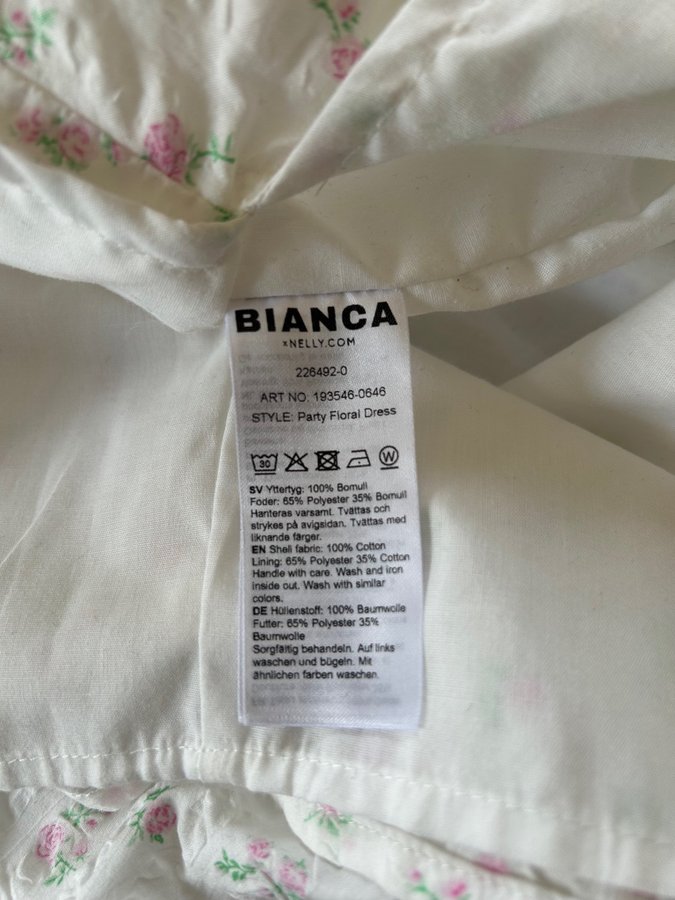 BIANCA
xNELLY.COM
226492-0
ART NO: 193546-0646
STYLE: Party Floral Dress
30 W
SV Yttertyg: 100% Bomull
Foder: 65% Polyester 35% Bomull
Hanteras varsamt. Tvättas och
strykes på avigsidan. Tvättas med
liknande färger.
EN Shell fabric: 100% Cotton
Lining: 65% Polyester 35% Cotton
Handle with care. Wash and iron
inside out. Wash with similar
colors.
DE Hüllenstoff: 100% Baumwolle
Futter: 65% Polyester 35%
Baumwolle
Sorgfältig behandeln. Auf links
waschen und bügeln. Mit
ähnlichen farben waschen.